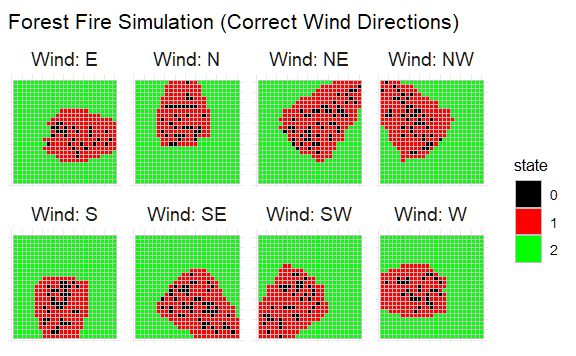 Forest Fire Simulation (Correct Wind Directions)
Wind: E
Wind: N
Wind: NE
Wind: NW
Wind: S
Wind: SE
Wind: SW
Wind: W
state
0
1
2